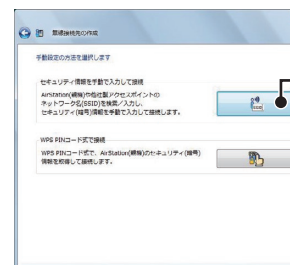 無線接続先の作成
手動設定の方法を選択します
セキュリティ情報を手動で入力して接続
AirStation(親機)や他社製アクセスポイントの
ネットワーク名(SSID)を検索／入力し、
セキュリティ(暗号)情報を手動で入力して接続します。
WPS PINコード式で接続
WPS PINコード式で、AirStation(親機)のセキュリティ(暗号)
情報を取得して接続します。